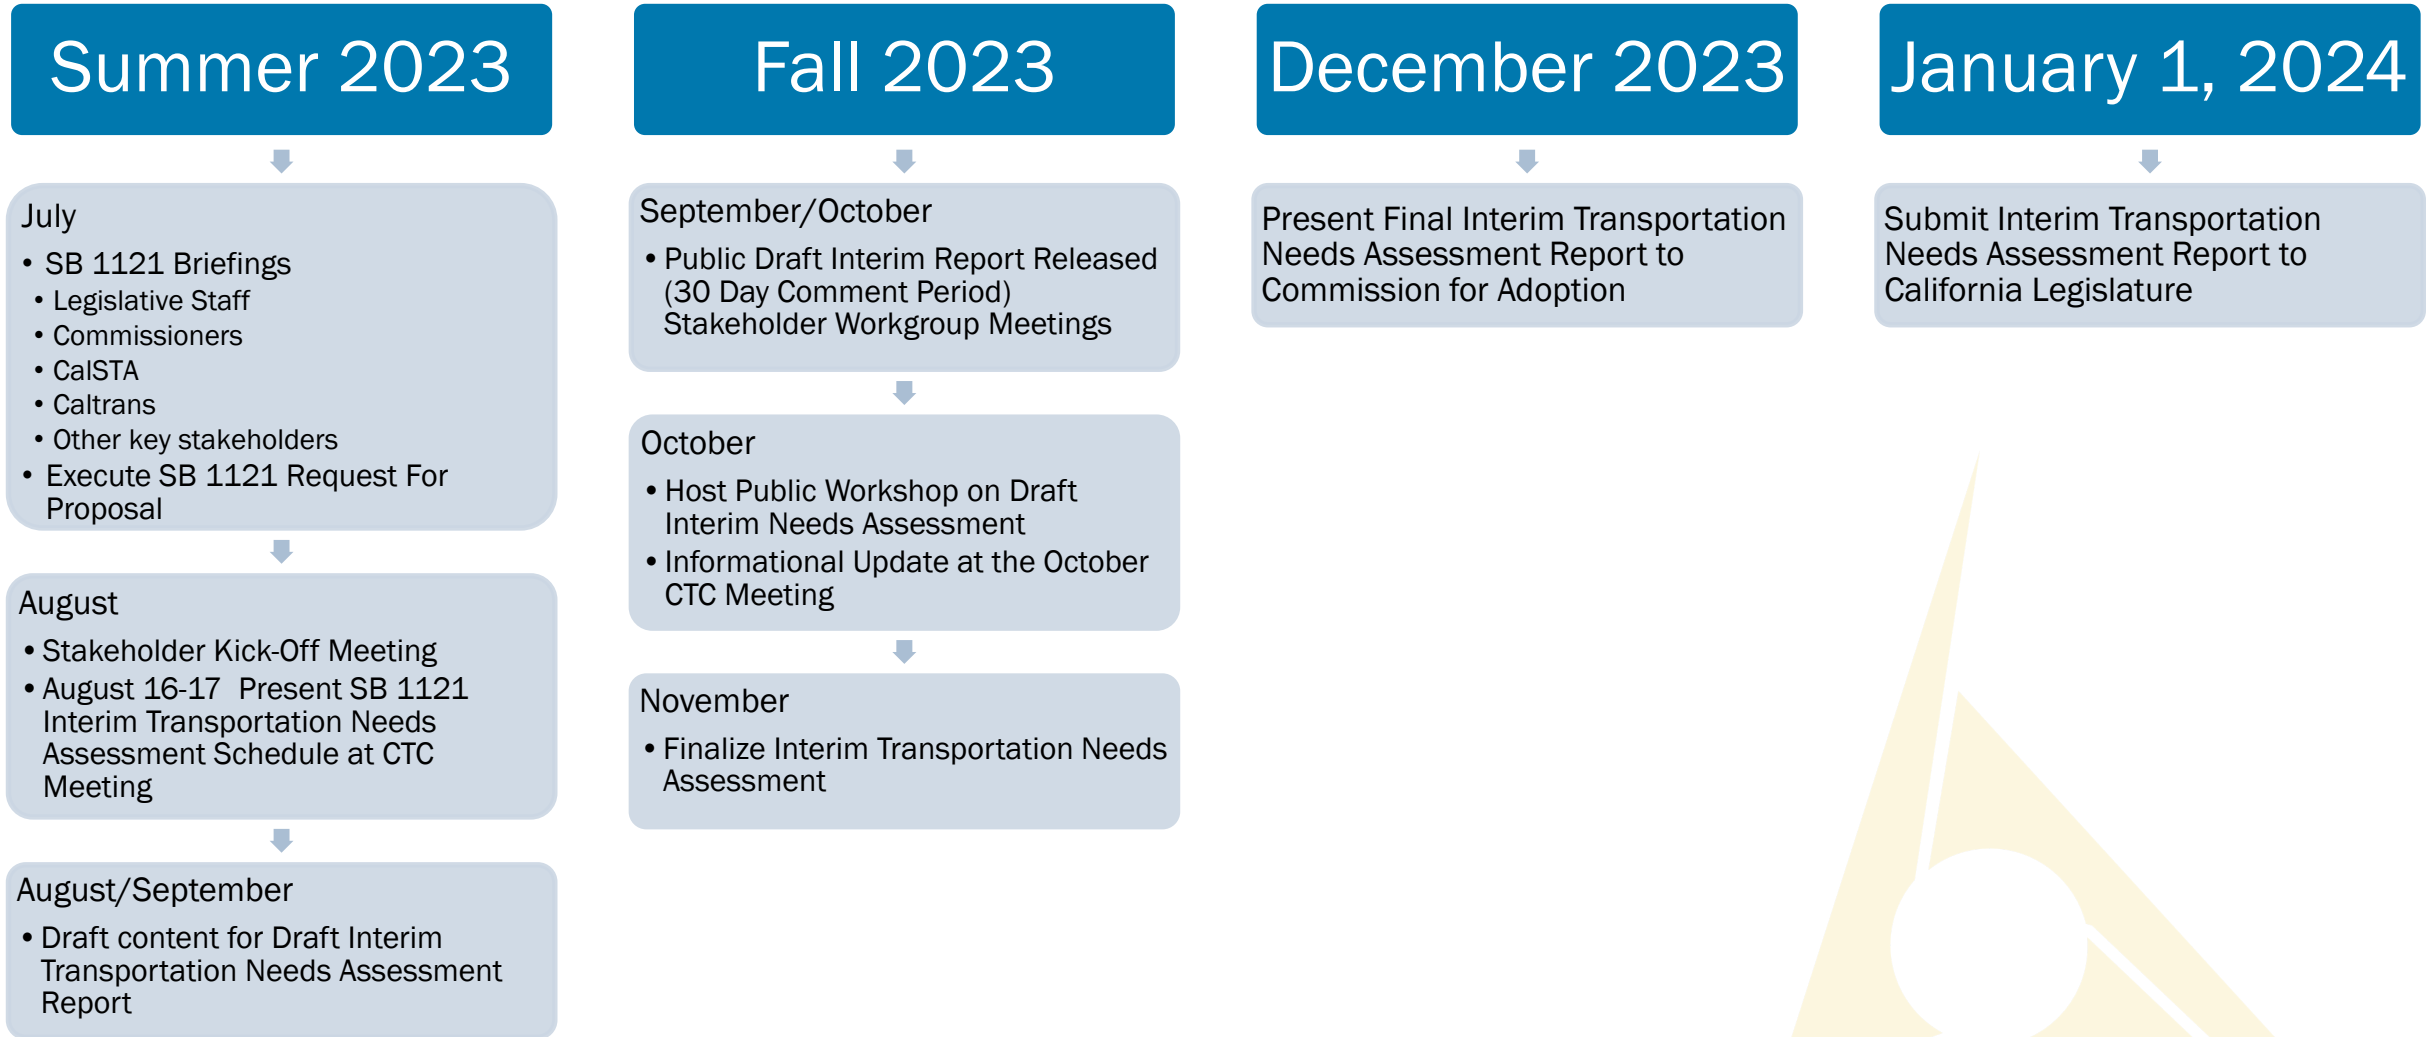 Summer 2023
July
• SB 1121 Briefings
• Legislative Staff
• Commissioners
• CalSTA
• Caltrans
• Other key stakeholders
• Execute SB 1121 Request For
Proposal
August
• Stakeholder Kick-Off Meeting
• August 16-17 Present SB 1121
Interim Transportation Needs
Assessment Schedule at CTC
Meeting
August/September
• Draft content for Draft Interim
Transportation Needs Assessment
Report
Fall 2023
September/October
• Public Draft Interim Report Released
(30 Day Comment Period)
Stakeholder Workgroup Meetings
October
• Host Public Workshop on Draft
Interim Needs Assessment
• Informational Update at the October
CTC Meeting
November
• Finalize Interim Transportation Needs
Assessment
December 2023
Present Final Interim Transportation
Needs Assessment Report to
Commission for Adoption
January 1, 2024
Submit Interim Transportation
Needs Assessment Report to
California Legislature